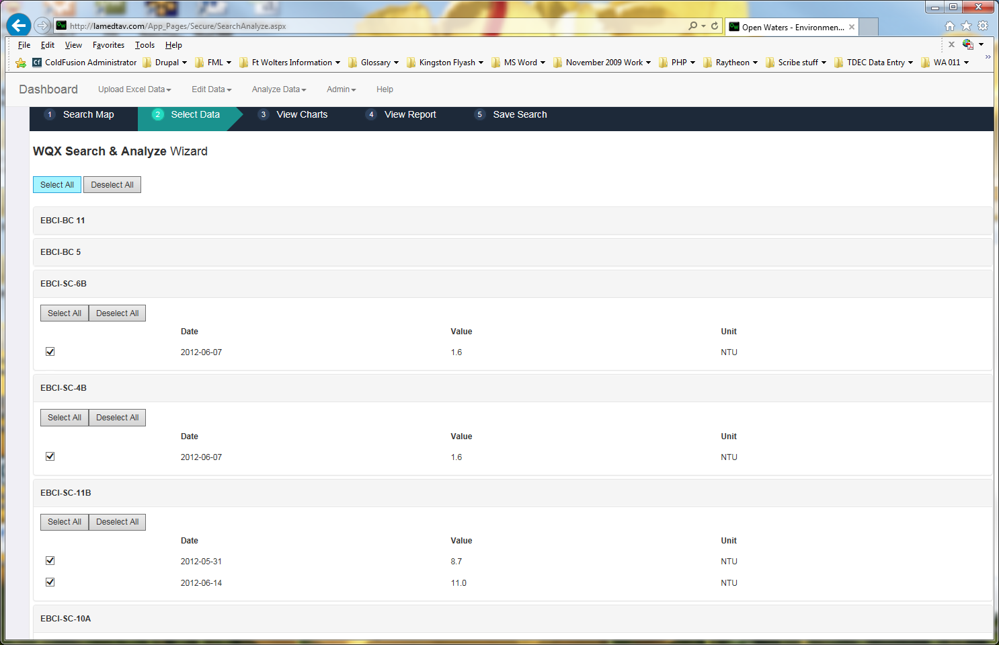 http://lamedtav.com/App_Pages/Secure/SearchAnalyze.aspx
Open Waters - Environmen...
File Edit View Favorites Tools Help
ColdFusion Administrator Drupal FML Ft Wolters Information Glossary Kingston Flyash MS Word November 2009 Work PHP Raytheon Scribe stuff TDEC Data Entry WA 011
Dashboard Upload Excel Data Edit Data Analyze Data Admin Help
1 Search Map 2 Select Data 3 View Charts 4 View Report 5 Save Search
WQX Search & Analyze Wizard
Select All Deselect All
EBCI-BC 11
EBCI-BC 5
EBCI-SC-6B
Select All Deselect All
Date Value Unit
2012-06-07 1.6 NTU
EBCI-SC-4B
Select All Deselect All
Date Value Unit
2012-06-07 1.6 NTU
EBCI-SC-11B
Select All Deselect All
Date Value Unit
2012-05-31 8.7 NTU
2012-06-14 11.0 NTU
EBCI-SC-10A